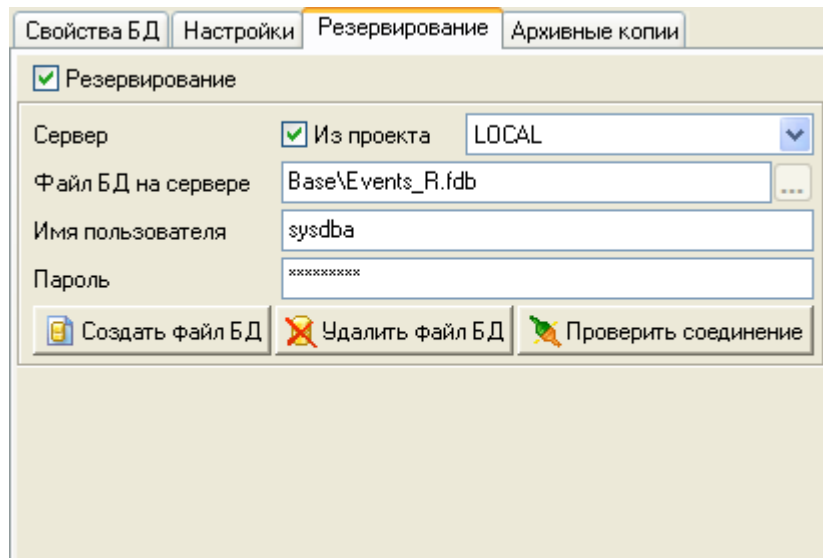 Свойства БД Настройки Резервирование Архивные копии
Резервирование
Сервер Из проекта LOCAL
Файл БД на сервере Base\Events_R.fdb ...
Имя пользователя sysdba
Пароль *********
Создать файл БД Удалить файл БД Проверить соединение